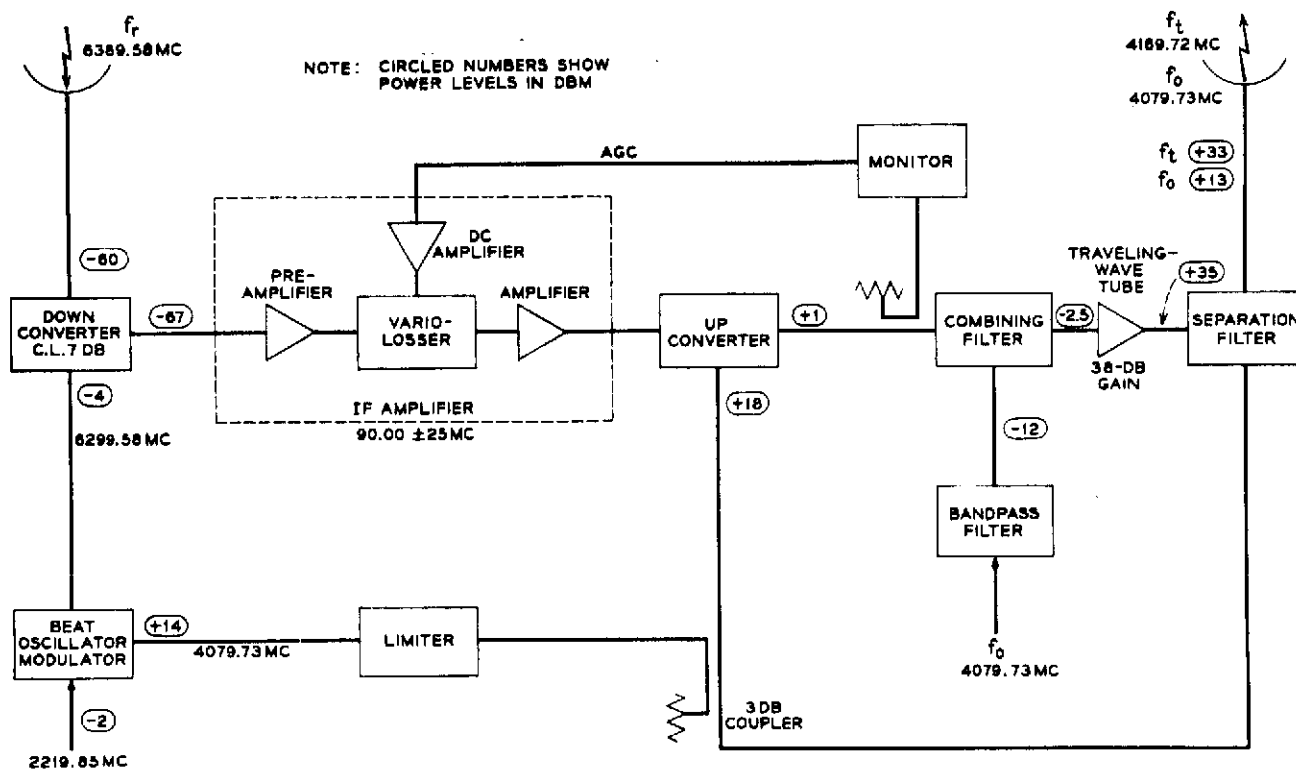 fr
6389.58 MC
NOTE: CIRCLED NUMBERS SHOW
POWER LEVELS IN DBM
ft
4169.72 MC
fo
4079.73 MC
ft +33
fo +13
AGC
MONITOR
DC
AMPLIFIER
-60
DOWN
CONVERTER
C.L. 7 DB
-67
PRE-
AMPLIFIER
VARIO-
LOSSER
AMPLIFIER
IF AMPLIFIER
90.00 ±25 MC
UP
CONVERTER
+1
COMBINING
FILTER
-2.5
TRAVELING-
WAVE
TUBE
38-DB
GAIN
+35
SEPARATION
FILTER
-4
6299.58 MC
+18
-12
BANDPASS
FILTER
fo
4079.73 MC
BEAT
OSCILLATOR
MODULATOR
+14
4079.73 MC
LIMITER
3 DB
COUPLER
-2
2219.85 MC